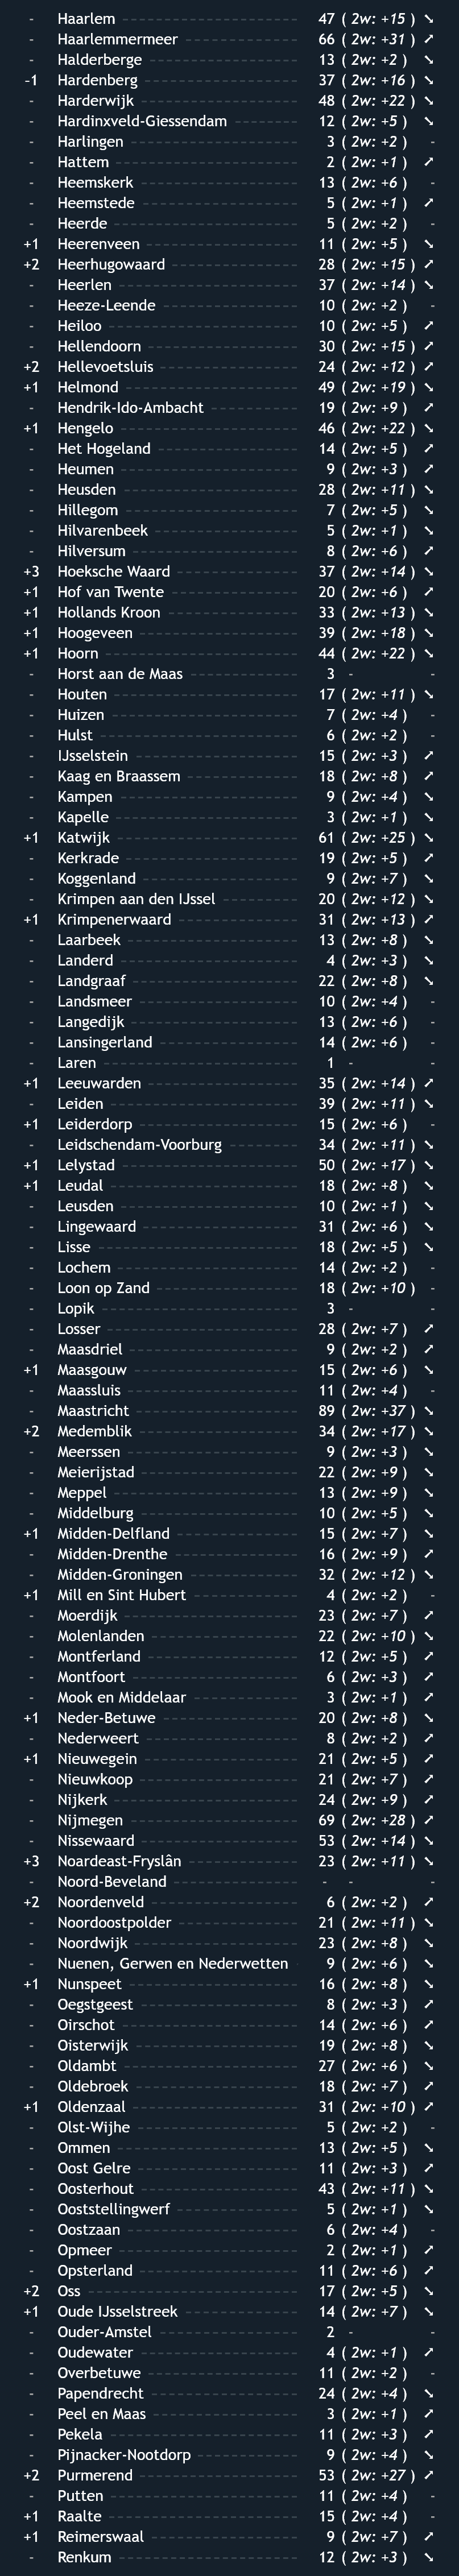 - Haarlem 47 ( 2w: +15 ) ↘
- Haarlemmermeer 66 ( 2w: +31 ) ↗
- Halderberge 13 ( 2w: +2 ) ↘
-1 Hardenberg 37 ( 2w: +16 ) ↘
- Harderwijk 48 ( 2w: +22 ) ↘
- Hardinxveld-Giessendam 12 ( 2w: +5 ) ↘
- Harlingen 3 ( 2w: +2 ) -
- Hattem 2 ( 2w: +1 ) ↗
- Heemskerk 13 ( 2w: +6 ) -
- Heemstede 5 ( 2w: +1 ) ↗
- Heerde 5 ( 2w: +2 ) -
+1 Heerenveen 11 ( 2w: +5 ) ↘
+2 Heerhugowaard 28 ( 2w: +15 ) ↗
- Heerlen 37 ( 2w: +14 ) ↘
- Heeze-Leende 10 ( 2w: +2 ) -
- Heiloo 10 ( 2w: +5 ) ↗
- Hellendoorn 30 ( 2w: +15 ) ↗
+2 Hellevoetsluis 24 ( 2w: +12 ) ↗
+1 Helmond 49 ( 2w: +19 ) ↘
- Hendrik-Ido-Ambacht 19 ( 2w: +9 ) ↗
+1 Hengelo 46 ( 2w: +22 ) ↘
- Het Hogeland 14 ( 2w: +5 ) ↗
- Heumen 9 ( 2w: +3 ) ↗
- Heusden 28 ( 2w: +11 ) ↘
- Hillegom 7 ( 2w: +5 ) ↘
- Hilvarenbeek 5 ( 2w: +1 ) ↘
- Hilversum 8 ( 2w: +6 ) ↗
+3 Hoeksche Waard 37 ( 2w: +14 ) ↘
+1 Hof van Twente 20 ( 2w: +6 ) ↗
+1 Hollands Kroon 33 ( 2w: +13 ) ↘
+1 Hoogeveen 39 ( 2w: +18 ) ↘
+1 Hoorn 44 ( 2w: +22 ) ↘
- Horst aan de Maas 3 - -
- Houten 17 ( 2w: +11 ) ↘
- Huizen 7 ( 2w: +4 ) -
- Hulst 6 ( 2w: +2 ) -
- IJsselstein 15 ( 2w: +3 ) ↗
- Kaag en Braassem 18 ( 2w: +8 ) ↗
- Kampen 9 ( 2w: +4 ) ↘
- Kapelle 3 ( 2w: +1 ) ↘
+1 Katwijk 61 ( 2w: +25 ) ↘
- Kerkrade 19 ( 2w: +5 ) ↗
- Koggenland 9 ( 2w: +7 ) ↘
- Krimpen aan den IJssel 20 ( 2w: +12 ) ↘
+1 Krimpenerwaard 31 ( 2w: +13 ) ↗
- Laarbeek 13 ( 2w: +8 ) ↘
- Landerd 4 ( 2w: +3 ) ↘
- Landgraaf 22 ( 2w: +8 ) ↘
- Landsmeer 10 ( 2w: +4 ) -
- Langedijk 13 ( 2w: +6 ) -
- Lansingerland 14 ( 2w: +6 ) -
- Laren 1 - -
+1 Leeuwarden 35 ( 2w: +14 ) ↗
- Leiden 39 ( 2w: +11 ) ↘
+1 Leiderdorp 15 ( 2w: +6 ) -
- Leidschendam-Voorburg 34 ( 2w: +11 ) ↘
+1 Lelystad 50 ( 2w: +17 ) ↘
+1 Leudal 18 ( 2w: +8 ) ↘
- Leusden 10 ( 2w: +1 ) ↘
- Lingewaard 31 ( 2w: +6 ) ↘
- Lisse 18 ( 2w: +5 ) ↘
- Lochem 14 ( 2w: +2 ) -
- Loon op Zand 18 ( 2w: +10 ) -
- Lopik 3 - -
- Losser 28 ( 2w: +7 ) ↗
- Maasdriel 9 ( 2w: +2 ) ↗
+1 Maasgouw 15 ( 2w: +6 ) ↘
- Maassluis 11 ( 2w: +4 ) -
- Maastricht 89 ( 2w: +37 ) ↘
+2 Medemblik 34 ( 2w: +17 ) ↘
- Meerssen 9 ( 2w: +3 ) ↘
- Meierijstad 22 ( 2w: +9 ) ↘
- Meppel 13 ( 2w: +9 ) ↘
- Middelburg 10 ( 2w: +5 ) ↘
+1 Midden-Delfland 15 ( 2w: +7 ) ↘
- Midden-Drenthe 16 ( 2w: +9 ) ↗
- Midden-Groningen 32 ( 2w: +12 ) ↘
+1 Mill en Sint Hubert 4 ( 2w: +2 ) -
- Moerdijk 23 ( 2w: +7 ) ↗
- Molenlanden 22 ( 2w: +10 ) ↘
- Montferland 12 ( 2w: +5 ) ↗
- Montfoort 6 ( 2w: +3 ) ↗
- Mook en Middelaar 3 ( 2w: +1 ) ↗
+1 Neder-Betuwe 20 ( 2w: +8 ) ↘
- Nederweert 8 ( 2w: +2 ) ↗
+1 Nieuwegein 21 ( 2w: +5 ) ↗
- Nieuwkoop 21 ( 2w: +7 ) ↗
- Nijkerk 24 ( 2w: +9 ) ↗
- Nijmegen 69 ( 2w: +28 ) ↗
- Nissewaard 53 ( 2w: +14 ) ↘
+3 Noardeast-Fryslân 23 ( 2w: +11 ) ↘
- Noord-Beveland - - -
+2 Noordenveld 6 ( 2w: +2 ) ↗
- Noordoostpolder 21 ( 2w: +11 ) ↘
- Noordwijk 23 ( 2w: +8 ) ↘
- Nuenen, Gerwen en Nederwetten 9 ( 2w: +6 ) ↘
+1 Nunspeet 16 ( 2w: +8 ) ↘
- Oegstgeest 8 ( 2w: +3 ) ↗
- Oirschot 14 ( 2w: +6 ) ↗
- Oisterwijk 19 ( 2w: +8 ) ↘
- Oldambt 27 ( 2w: +6 ) ↘
- Oldebroek 18 ( 2w: +7 ) ↗
+1 Oldenzaal 31 ( 2w: +10 ) ↗
- Olst-Wijhe 5 ( 2w: +2 ) -
- Ommen 13 ( 2w: +5 ) ↘
- Oost Gelre 11 ( 2w: +3 ) ↗
- Oosterhout 43 ( 2w: +11 ) ↘
- Ooststellingwerf 5 ( 2w: +1 ) ↘
- Oostzaan 6 ( 2w: +4 ) -
- Opmeer 2 ( 2w: +1 ) ↗
- Opsterland 11 ( 2w: +6 ) ↗
+2 Oss 17 ( 2w: +5 ) ↘
+1 Oude IJsselstreek 14 ( 2w: +7 ) ↘
- Ouder-Amstel 2 - -
- Oudewater 4 ( 2w: +1 ) ↗
- Overbetuwe 11 ( 2w: +2 ) -
- Papendrecht 24 ( 2w: +4 ) ↘
- Peel en Maas 3 ( 2w: +1 ) ↗
- Pekela 11 ( 2w: +3 ) ↗
- Pijnacker-Nootdorp 9 ( 2w: +4 ) ↘
+2 Purmerend 53 ( 2w: +27 ) ↗
- Putten 11 ( 2w: +4 ) -
+1 Raalte 15 ( 2w: +4 ) -
+1 Reimerswaal 9 ( 2w: +7 ) ↗
- Renkum 12 ( 2w: +3 ) ↘